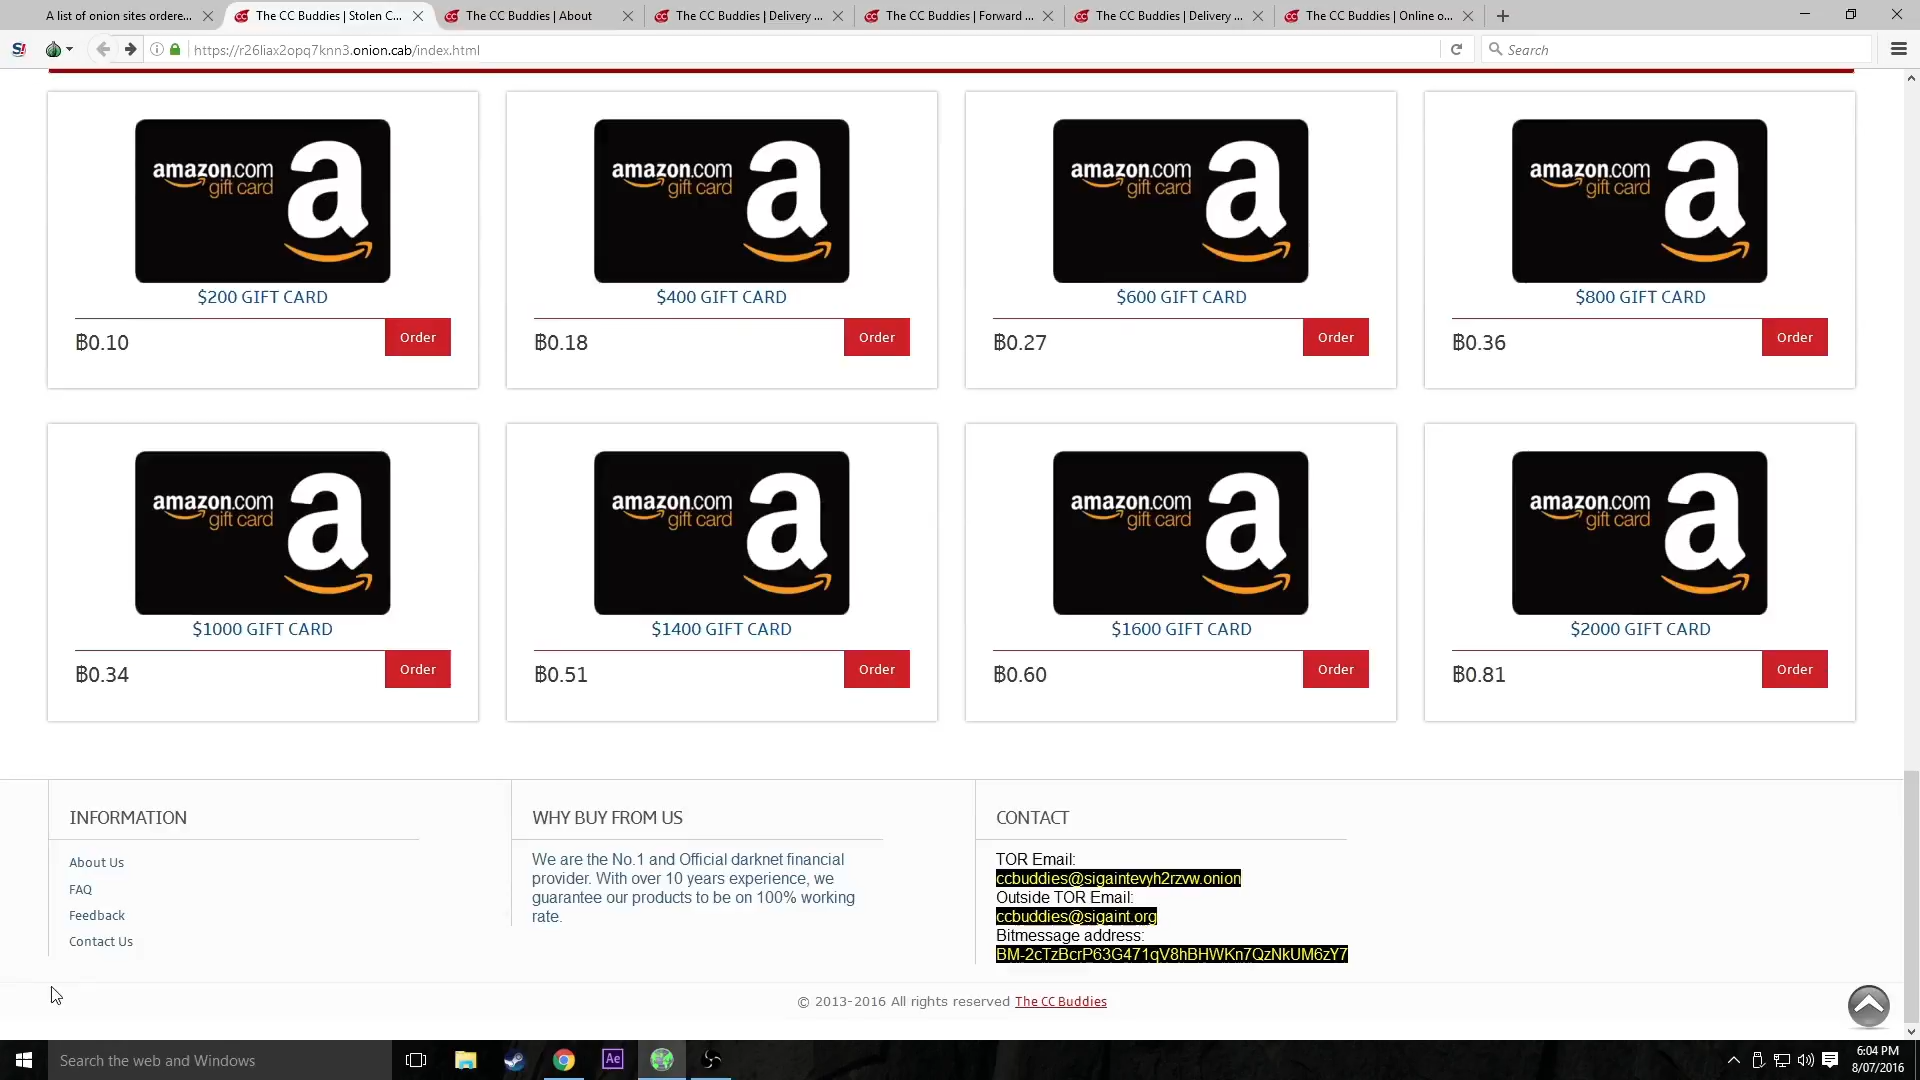 A list of onion sites ordere...
The CC Buddies | Stolen C...
The CC Buddies | About
The CC Buddies | Delivery ...
The CC Buddies | Forward ...
The CC Buddies | Delivery ...
The CC Buddies | Online o...
https://r26liax2opq7knn3.onion.cab/index.html
Search
amazon.com
gift card
a
$200 GIFT CARD
฿0.10
Order
amazon.com
gift card
a
$400 GIFT CARD
฿0.18
Order
amazon.com
gift card
a
$600 GIFT CARD
฿0.27
Order
amazon.com
gift card
a
$800 GIFT CARD
฿0.36
Order
amazon.com
gift card
a
$1000 GIFT CARD
฿0.34
Order
amazon.com
gift card
a
$1400 GIFT CARD
฿0.51
Order
amazon.com
gift card
a
$1600 GIFT CARD
฿0.60
Order
amazon.com
gift card
a
$2000 GIFT CARD
฿0.81
Order
INFORMATION
About Us
FAQ
Feedback
Contact Us
WHY BUY FROM US
We are the No.1 and Official darknet financial
provider. With over 10 years experience, we
guarantee our products to be on 100% working
rate.
CONTACT
TOR Email:
ccbuddies@sigaintevyh2rzvw.onion
Outside TOR Email:
ccbuddies@sigaint.org
Bitmessage address:
BM-2cTzBcrP63G471qV8hBHWKn7QzNkUM6zY7
© 2013-2016 All rights reserved The CC Buddies
Search the web and Windows
Ae
6:04 PM
8/07/2016